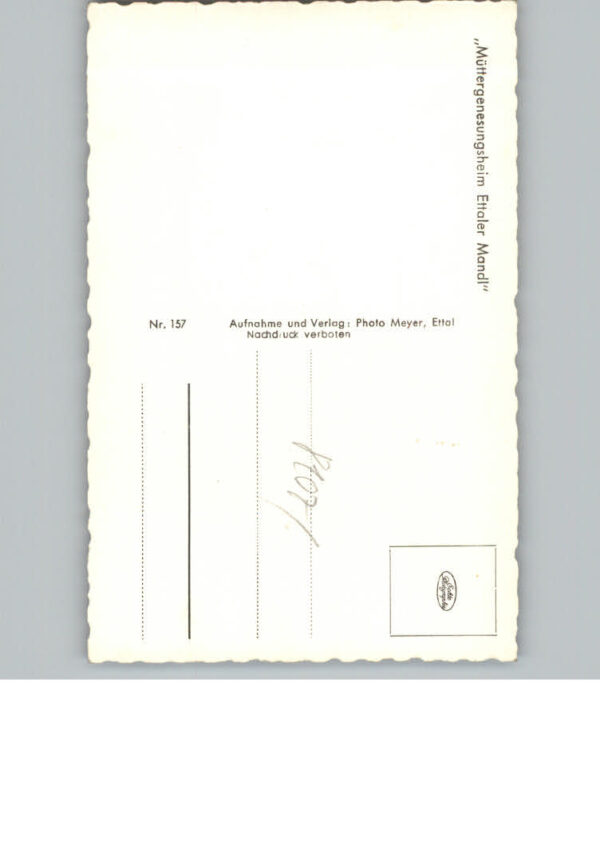 „Müttergenesungsheim Ettaler Mandl"
Nr. 157
Aufnahme und Verlag: Photo Meyer, Ettal
Nachdruck verboten